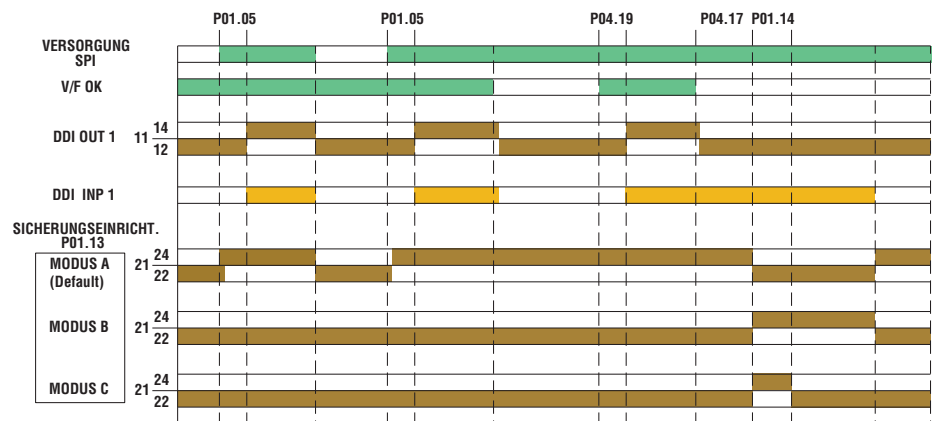 P01.05 P01.05 P04.19 P04.17 P01.14
VERSORGUNG
SPI
V/F OK
DDI OUT 1 11 14
12
DDI INP 1
SICHERUNGSEINRICHT.
P01.13
MODUS A
(Default)
21 24
22
MODUS B 21 24
22
MODUS C 21 24
22